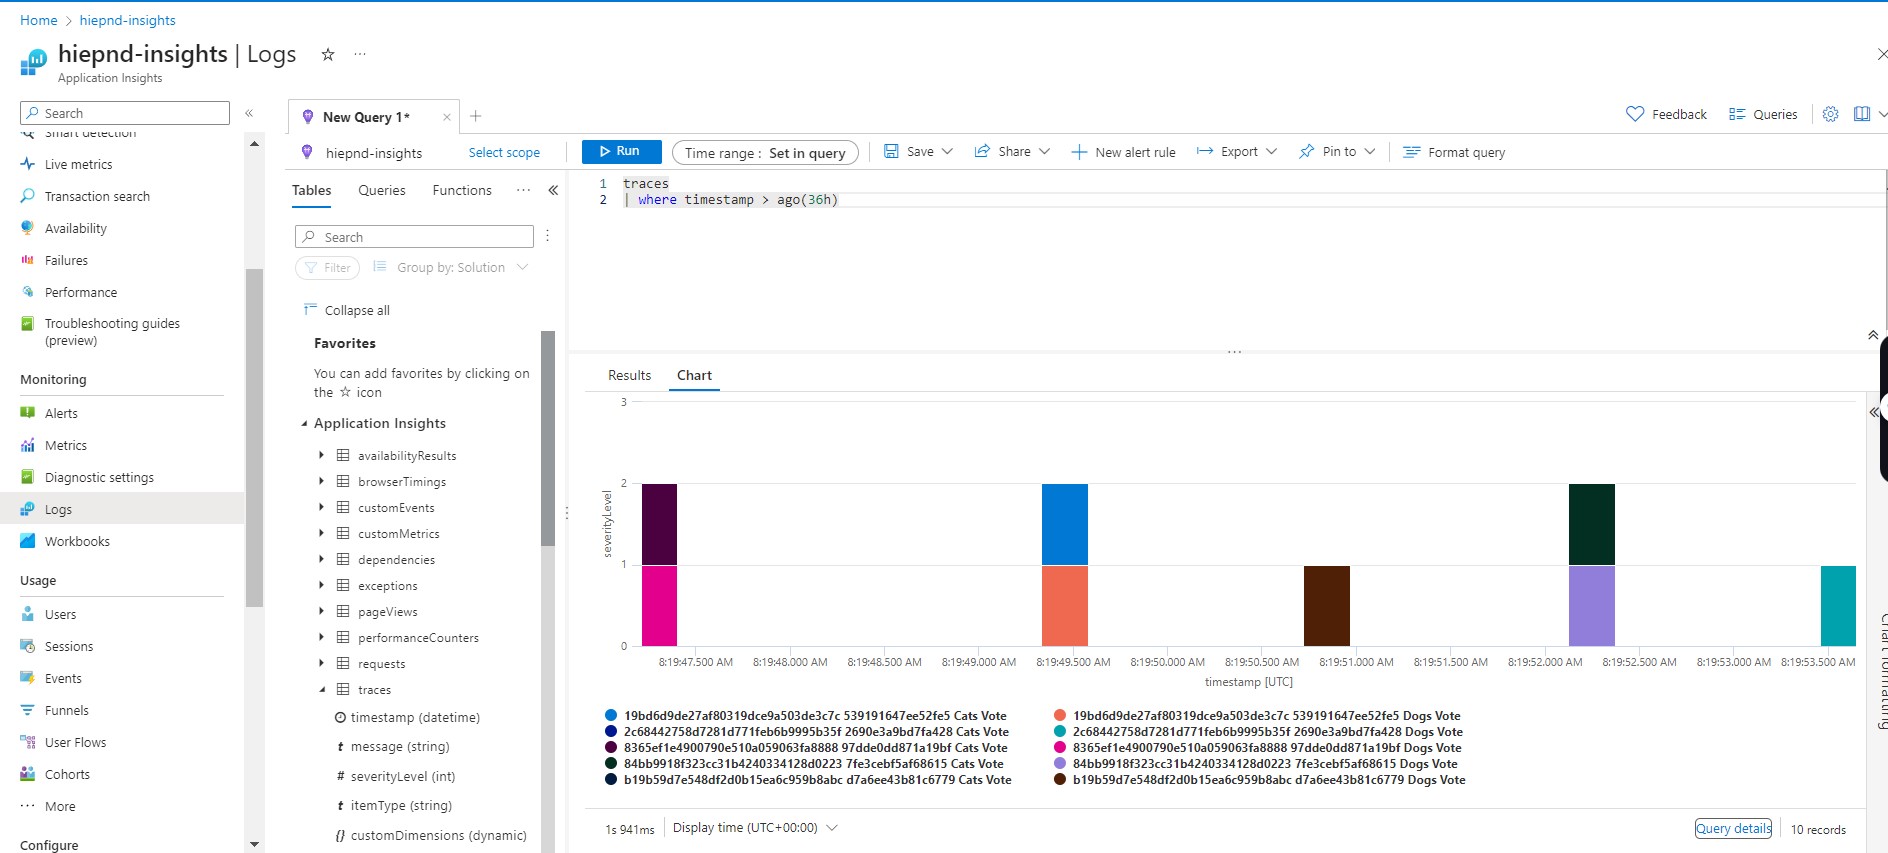 Home > hiepnd-insights
hiepnd-insights | Logs
Application Insights
Search
Smart detection
Live metrics
Transaction search
Availability
Failures
Performance
Troubleshooting guides
(preview)
Monitoring
Alerts
Metrics
Diagnostic settings
Logs
Workbooks
Usage
Users
Sessions
Events
Funnels
User Flows
Cohorts
More
Configure
New Query 1*
Feedback
Queries
hiepnd-insights
Select scope
Run
Time range : Set in query
Save
Share
New alert rule
Export
Pin to
Format query
Tables
Queries
Functions
Search
Filter
Group by: Solution
Collapse all
Favorites
You can add favorites by clicking on
the ☆ icon
Application Insights
availabilityResults
browserTimings
customEvents
customMetrics
dependencies
exceptions
pageViews
performanceCounters
requests
traces
timestamp (datetime)
t message (string)
# severityLevel (int)
t itemType (string)
{} customDimensions (dynamic)
1 traces
2 | where timestamp > ago(36h)
Results
Chart
3
2
1
0
severityLevel
8:19:47.500 AM 8:19:48.000 AM 8:19:48.500 AM 8:19:49.000 AM 8:19:49.500 AM 8:19:50.000 AM 8:19:50.500 AM 8:19:51.000 AM 8:19:51.500 AM 8:19:52.000 AM 8:19:52.500 AM 8:19:53.000 AM 8:19:53.500 AM
timestamp [UTC]
19bd6d9de27af80319dce9a503de3c7c 539191647ee52fe5 Cats Vote
2c68442758d7281d771feb6b9995b35f 2690e3a9bd7fa428 Cats Vote
8365ef1e4900790e510a059063fa8888 97dde0dd871a19bf Cats Vote
84bb9918f323cc31b4240334128d0223 7fe3cebf5af68615 Cats Vote
b19b59d7e548df2d0b15ea6c959b8abc d7a6ee43b81c6779 Cats Vote
19bd6d9de27af80319dce9a503de3c7c 539191647ee52fe5 Dogs Vote
2c68442758d7281d771feb6b9995b35f 2690e3a9bd7fa428 Dogs Vote
8365ef1e4900790e510a059063fa8888 97dde0dd871a19bf Dogs Vote
84bb9918f323cc31b4240334128d0223 7fe3cebf5af68615 Dogs Vote
b19b59d7e548df2d0b15ea6c959b8abc d7a6ee43b81c6779 Dogs Vote
Chart formatting
1s 941ms
Display time (UTC+00:00)
Query details
10 records